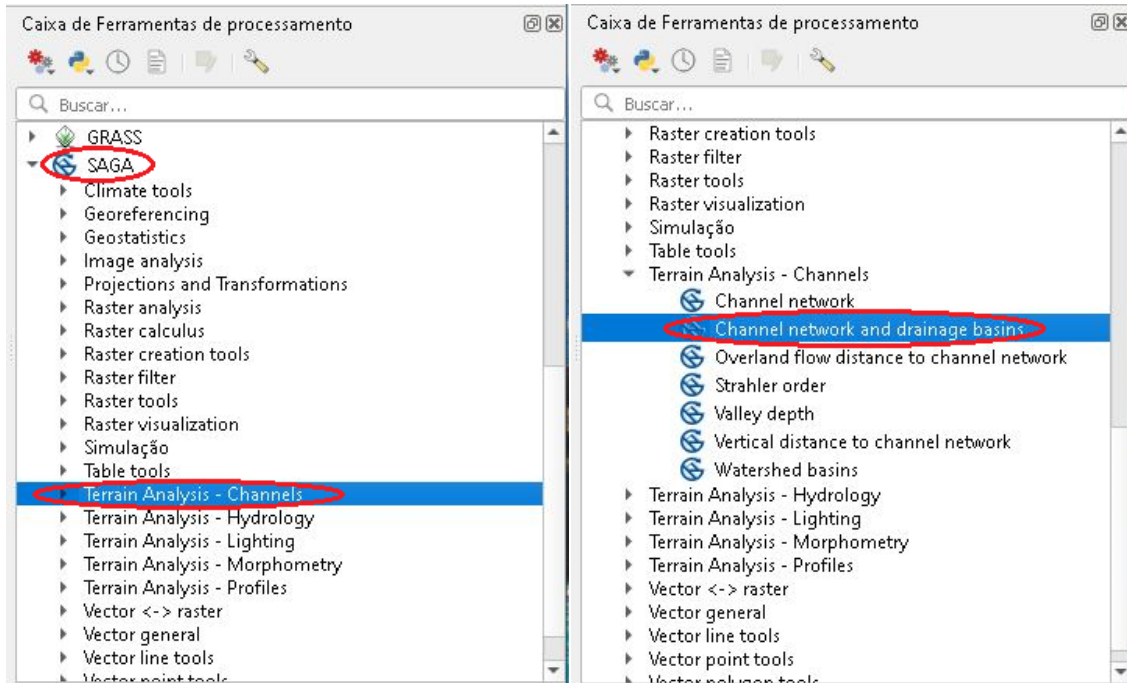 Caixa de Ferramentas de processamento
Buscar...
GRASS
SAGA
Climate tools
Georeferencing
Geostatistics
Image analysis
Projections and Transformations
Raster analysis
Raster calculus
Raster creation tools
Raster filter
Raster tools
Raster visualization
Simulação
Table tools
Terrain Analysis - Channels
Terrain Analysis - Hydrology
Terrain Analysis - Lighting
Terrain Analysis - Morphometry
Terrain Analysis - Profiles
Vector <-> raster
Vector general
Vector line tools
Vector point tools
Caixa de Ferramentas de processamento
Buscar...
Raster creation tools
Raster filter
Raster tools
Raster visualization
Simulação
Table tools
Terrain Analysis - Channels
Channel network
Channel network and drainage basins
Overland flow distance to channel network
Strahler order
Valley depth
Vertical distance to channel network
Watershed basins
Terrain Analysis - Hydrology
Terrain Analysis - Lighting
Terrain Analysis - Morphometry
Terrain Analysis - Profiles
Vector <-> raster
Vector general
Vector line tools
Vector point tools
Vector polygon tools